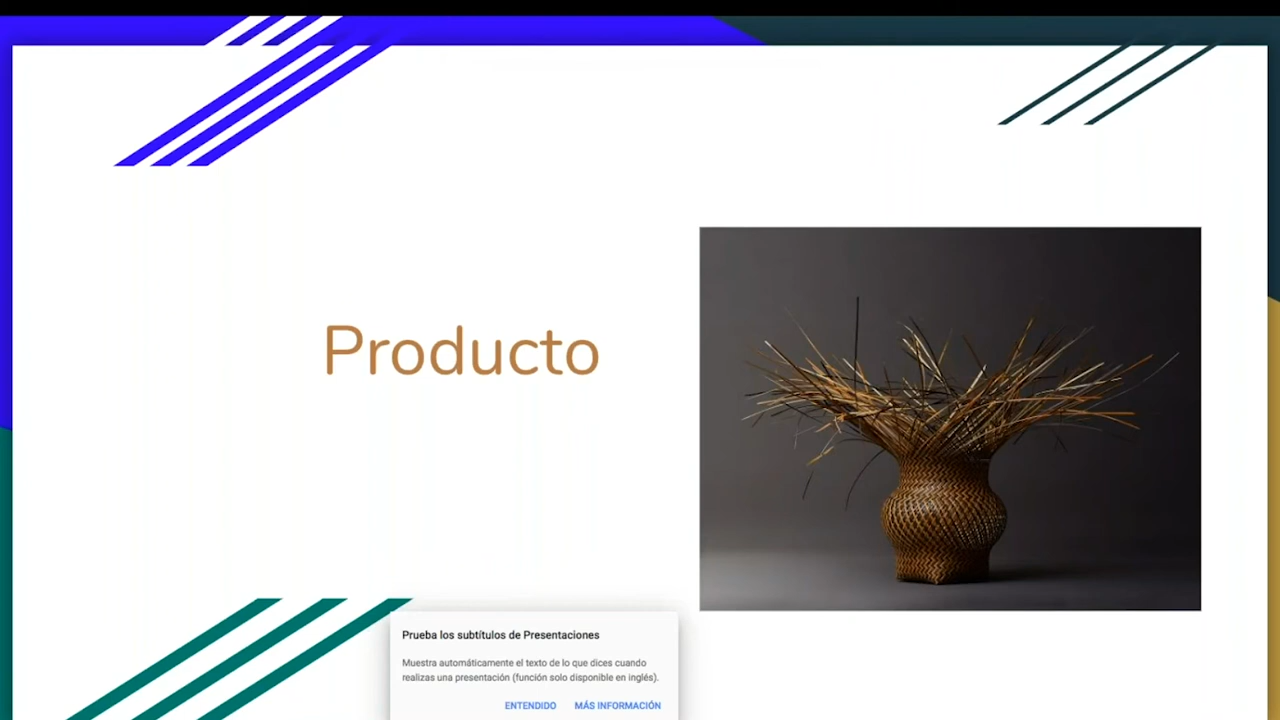 Producto
Prueba los subtítulos de Presentaciones
Muestra automáticamente el texto de lo que dices cuando
realizas una presentación (función solo disponible en inglés).
ENTENDIDO MÁS INFORMACIÓN